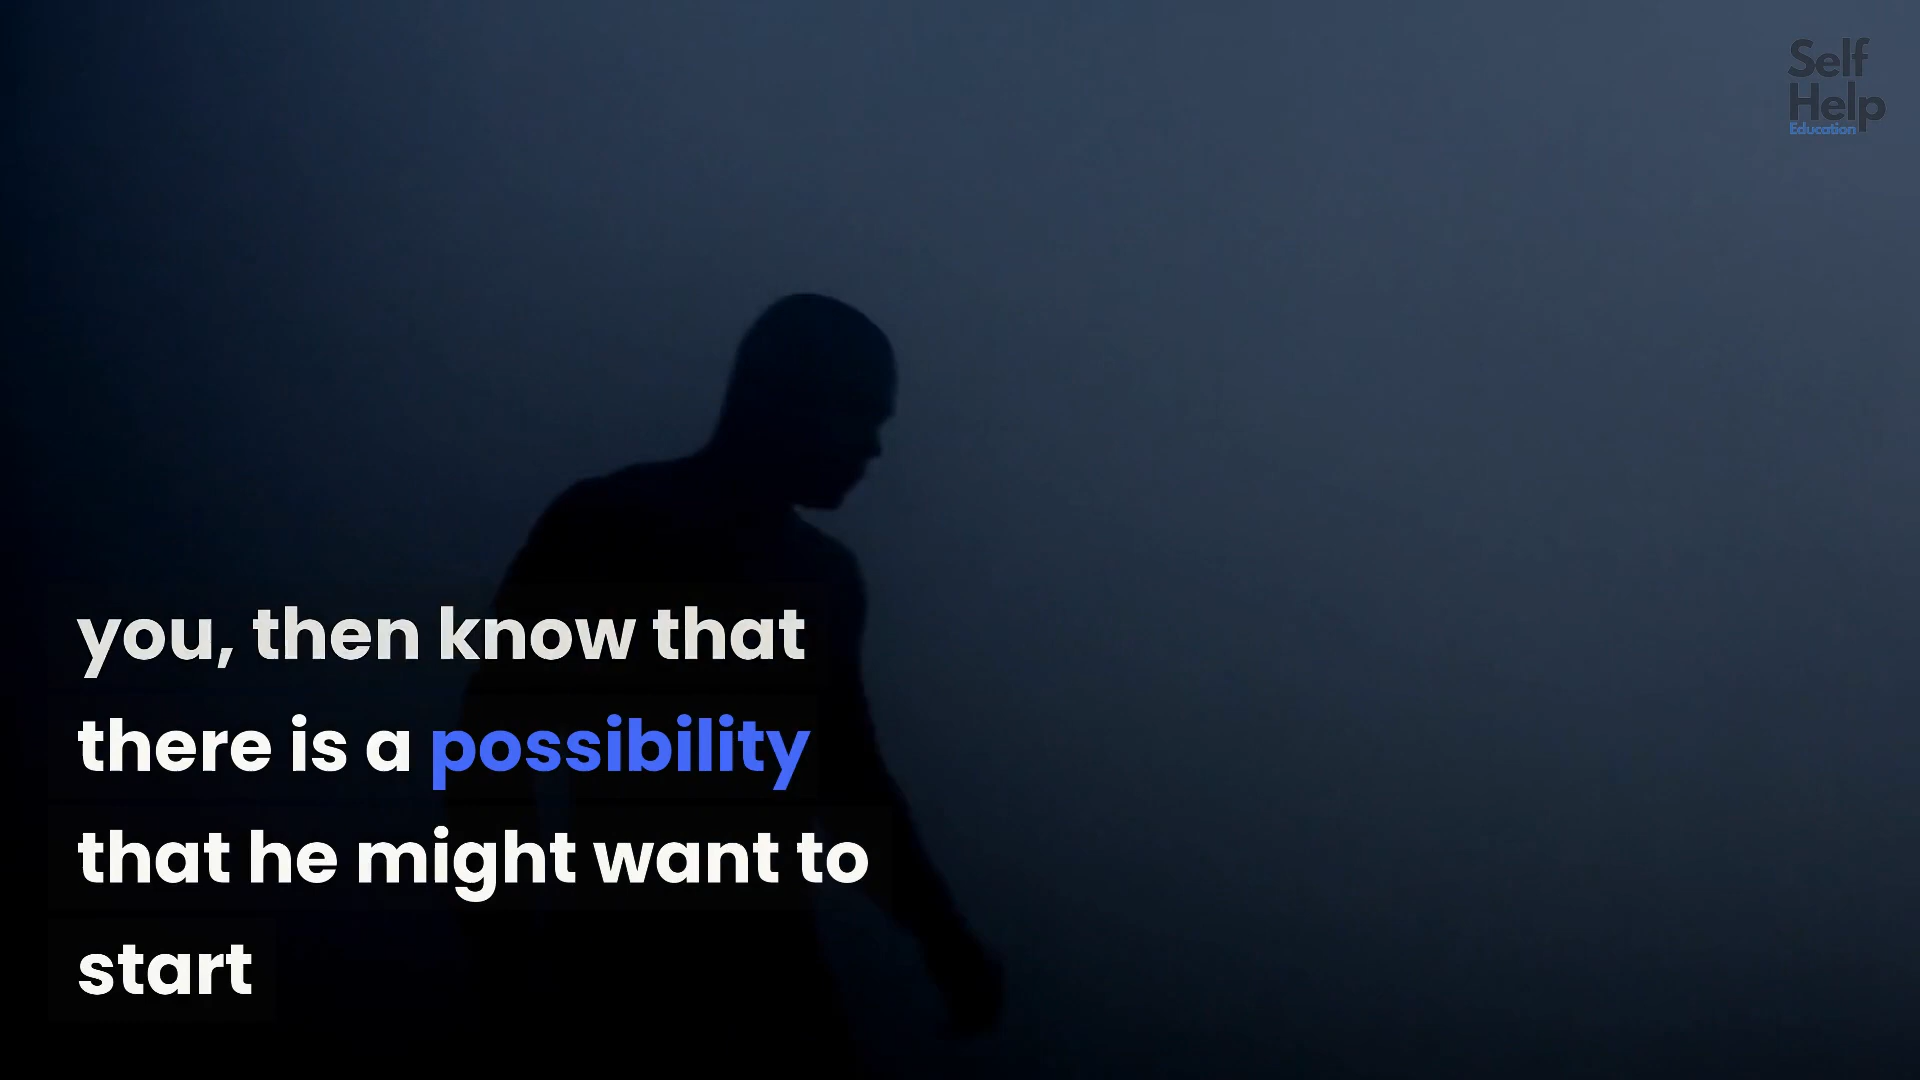 Self
Help
Education
you, then know that
there is a possibility
that he might want to
start